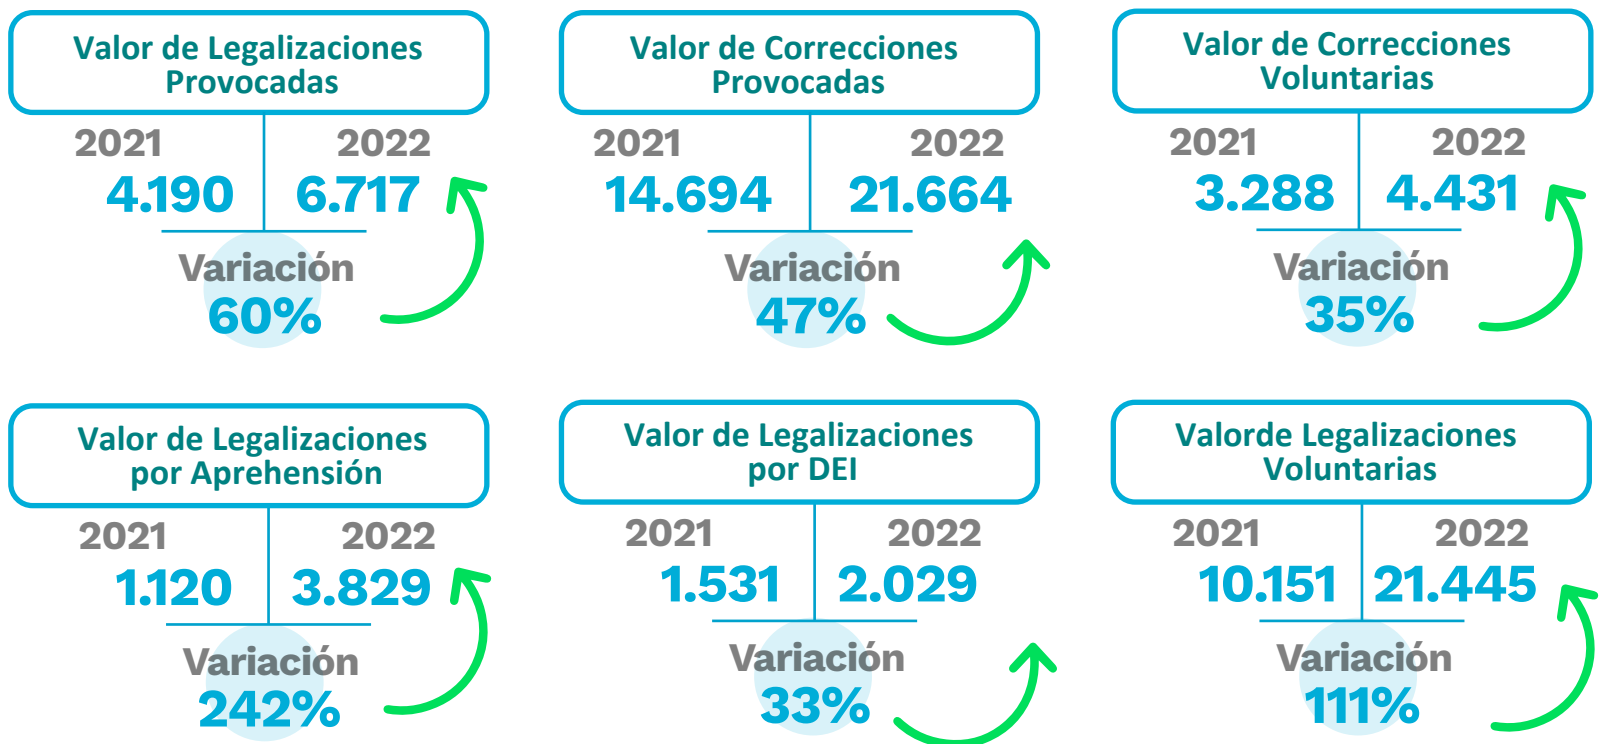 Valor de Legalizaciones
Provocadas
2021 2022
4.190 6.717
Variación
60%
Valor de Correcciones
Provocadas
2021 2022
14.694 21.664
Variación
47%
Valor de Correcciones
Voluntarias
2021 2022
3.288 4.431
Variación
35%
Valor de Legalizaciones
por Aprehensión
2021 2022
1.120 3.829
Variación
242%
Valor de Legalizaciones
por DEI
2021 2022
1.531 2.029
Variación
33%
Valorde Legalizaciones
Voluntarias
2021 2022
10.151 21.445
Variación
111%